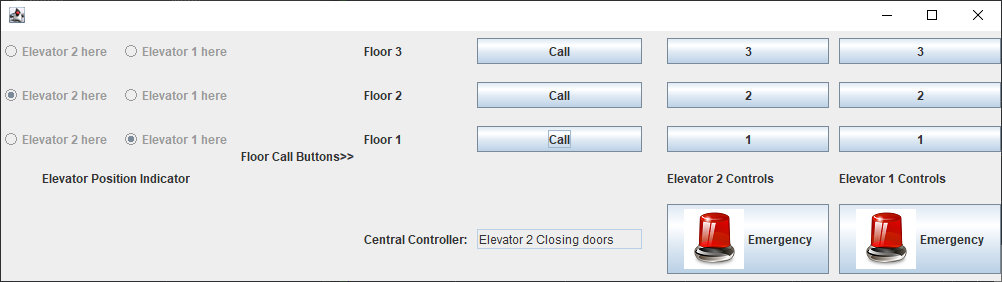 Elevator 2 here Elevator 1 here Floor 3 Call 3 3
Elevator 2 here Elevator 1 here Floor 2 Call 2 2
Elevator 2 here Elevator 1 here Floor 1 Call 1 1
Floor Call Buttons>>
Elevator Position Indicator Elevator 2 Controls Elevator 1 Controls
Central Controller: Elevator 2 Closing doors Emergency Emergency